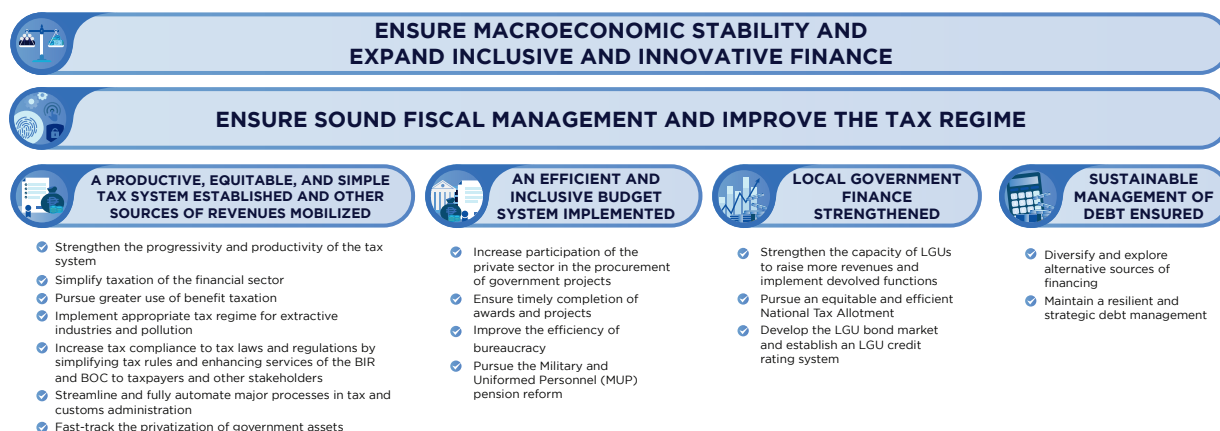 ENSURE MACROECONOMIC STABILITY AND
EXPAND INCLUSIVE AND INNOVATIVE FINANCE
ENSURE SOUND FISCAL MANAGEMENT AND IMPROVE THE TAX REGIME
A PRODUCTIVE, EQUITABLE, AND SIMPLE
TAX SYSTEM ESTABLISHED AND OTHER
SOURCES OF REVENUES MOBILIZED
Strengthen the progressivity and productivity of the tax
system
Simplify taxation of the financial sector
Pursue greater use of benefit taxation
Implement appropriate tax regime for extractive
industries and pollution
Increase tax compliance to tax laws and regulations by
simplifying tax rules and enhancing services of the BIR
and BOC to taxpayers and other stakeholders
Streamline and fully automate major processes in tax and
customs administration
Fast-track the privatization of government assets
AN EFFICIENT AND
INCLUSIVE BUDGET
SYSTEM IMPLEMENTED
Increase participation of the
private sector in the procurement
of government projects
Ensure timely completion of
awards and projects
Improve the efficiency of
bureaucracy
Pursue the Military and
Uniformed Personnel (MUP)
pension reform
LOCAL GOVERNMENT
FINANCE
STRENGTHENED
Strengthen the capacity of LGUs
to raise more revenues and
implement devolved functions
Pursue an equitable and efficient
National Tax Allotment
Develop the LGU bond market
and establish an LGU credit
rating system
SUSTAINABLE
MANAGEMENT OF
DEBT ENSURED
Diversify and explore
alternative sources of
financing
Maintain a resilient and
strategic debt management